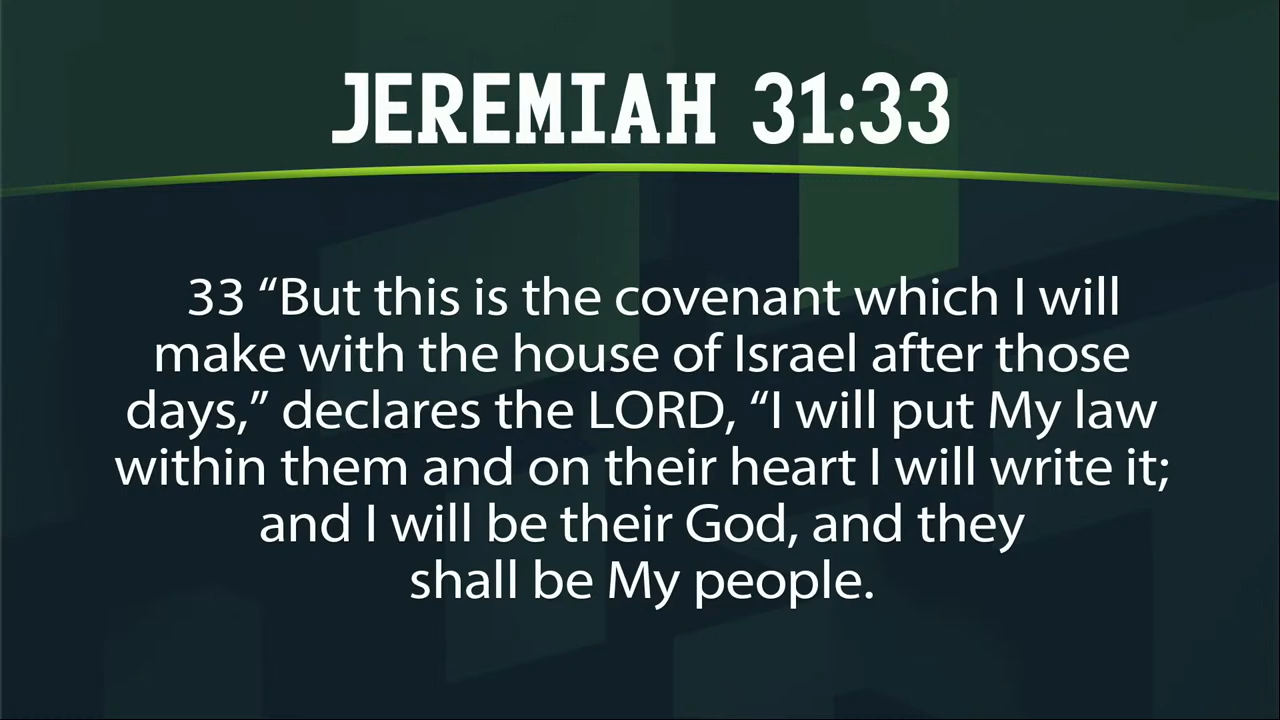 JEREMIAH 31:33
33 “But this is the covenant which I will
make with the house of Israel after those
days,” declares the LORD, “I will put My law
within them and on their heart I will write it;
and I will be their God, and they
shall be My people.